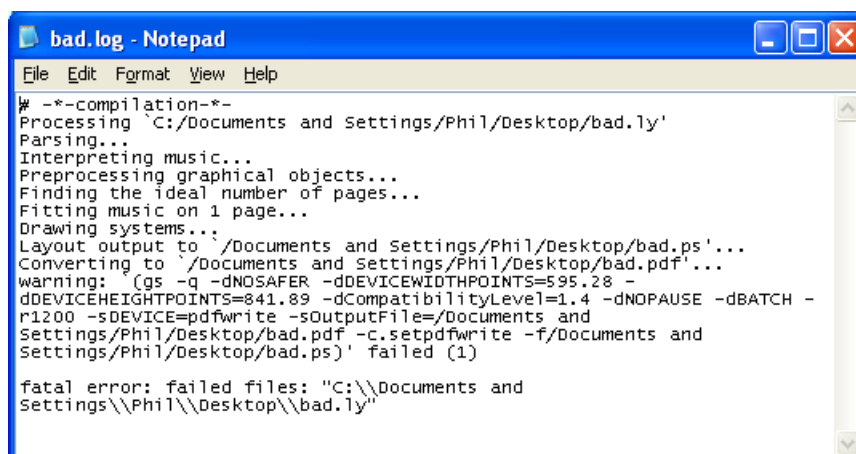 bad.log - Notepad
File Edit Format View Help
# -*-compilation-*-
Processing `C:/Documents and Settings/Phil/Desktop/bad.ly'
Parsing...
Interpreting music...
Preprocessing graphical objects...
Finding the ideal number of pages...
Fitting music on 1 page...
Drawing systems...
Layout output to `/Documents and Settings/Phil/Desktop/bad.ps'...
Converting to `/Documents and Settings/Phil/Desktop/bad.pdf'...
warning: `(gs -q -dNOSAFER -dDEVICEWIDTHPOINTS=595.28 -
dDEVICEHEIGHTPOINTS=841.89 -dCompatibilityLevel=1.4 -dNOPAUSE -dBATCH -
r1200 -sDEVICE=pdfwrite -sOutputFile=/Documents and
Settings/Phil/Desktop/bad.pdf -c.setpdfwrite -f/Documents and
Settings/Phil/Desktop/bad.ps)' failed (1)
fatal error: failed files: "C:\\Documents and
Settings\\Phil\\Desktop\\bad.ly"